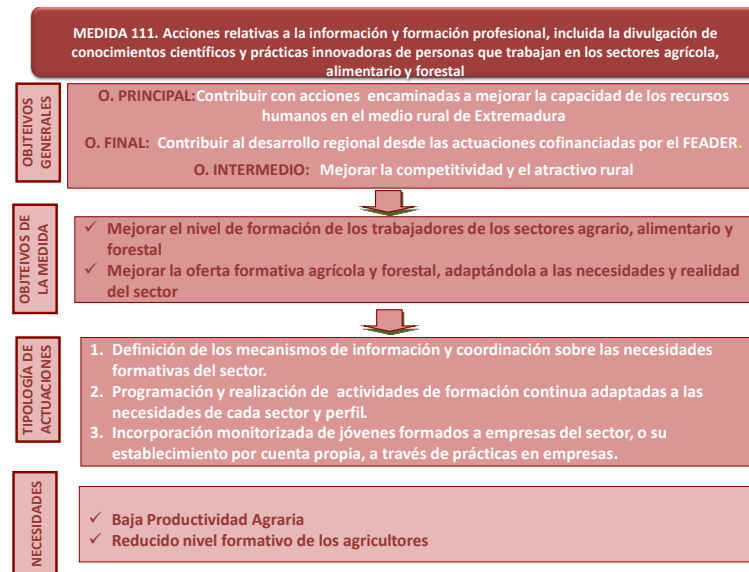 MEDIDA 111. Acciones relativas a la información y formación profesional, incluida la divulgación de
conocimientos científicos y prácticas innovadoras de personas que trabajan en los sectores agrícola,
alimentario y forestal
OBJTEIVOS
GENERALES
O. PRINCIPAL:Contribuir con acciones encaminadas a mejorar la capacidad de los recursos
humanos en el medio rural de Extremadura
O. FINAL: Contribuir al desarrollo regional desde las actuaciones cofinanciadas por el FEADER.
O. INTERMEDIO: Mejorar la competitividad y el atractivo rural
OBJTEIVOS DE
LA MEDIDA
✓ Mejorar el nivel de formación de los trabajadores de los sectores agrario, alimentario y
forestal
✓ Mejorar la oferta formativa agrícola y forestal, adaptándola a las necesidades y realidad
del sector
TIPOLOGÍA DE
ACTUACIONES
1. Definición de los mecanismos de información y coordinación sobre las necesidades
formativas del sector.
2. Programación y realización de actividades de formación continua adaptadas a las
necesidades de cada sector y perfil.
3. Incorporación monitorizada de jóvenes formados a empresas del sector, o su
establecimiento por cuenta propia, a través de prácticas en empresas.
NECESIDADES
✓ Baja Productividad Agraria
✓ Reducido nivel formativo de los agricultores